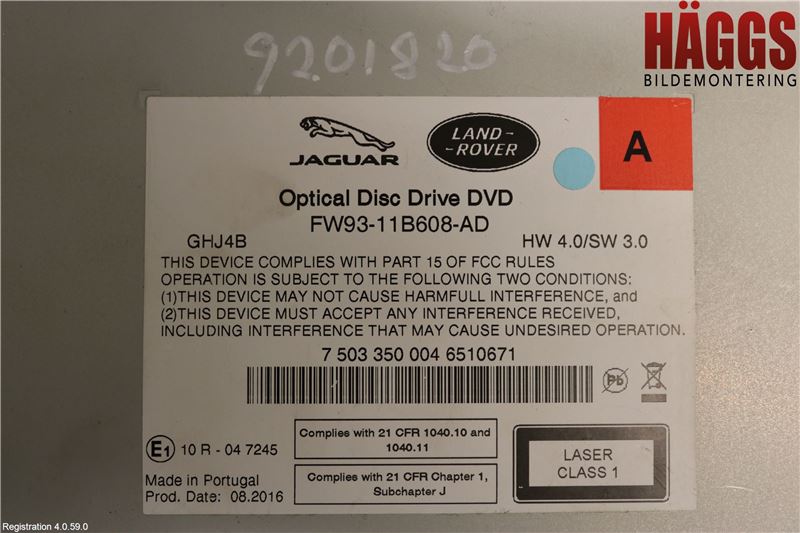 9201820
HÄGGS
BILDEMONTERING
JAGUAR
LAND-
-ROVER
A
Optical Disc Drive DVD
FW93-11B608-AD
GHJ4B
HW 4.0/SW 3.0
THIS DEVICE COMPLIES WITH PART 15 OF FCC RULES
OPERATION IS SUBJECT TO THE FOLLOWING TWO CONDITIONS:
(1)THIS DEVICE MAY NOT CAUSE HARMFULL INTERFERENCE, and
(2)THIS DEVICE MUST ACCEPT ANY INTERFERENCE RECEIVED,
INCLUDING INTERFERENCE THAT MAY CAUSE UNDESIRED OPERATION.
7 503 350 004 6510671
Pb
E1 10 R - 04 7245
Complies with 21 CFR 1040.10 and
1040.11
Complies with 21 CFR Chapter 1,
Subchapter J
LASER
CLASS 1
Made in Portugal
Prod. Date: 08.2016
Registration 4.0.59.0